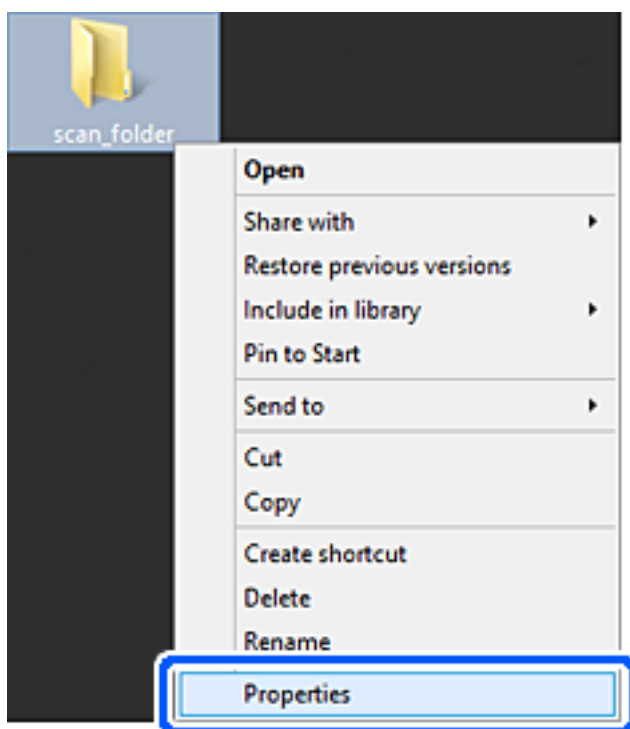 scan_folder
Open
Share with
Restore previous versions
Include in library
Pin to Start
Send to
Cut
Copy
Create shortcut
Delete
Rename
Properties